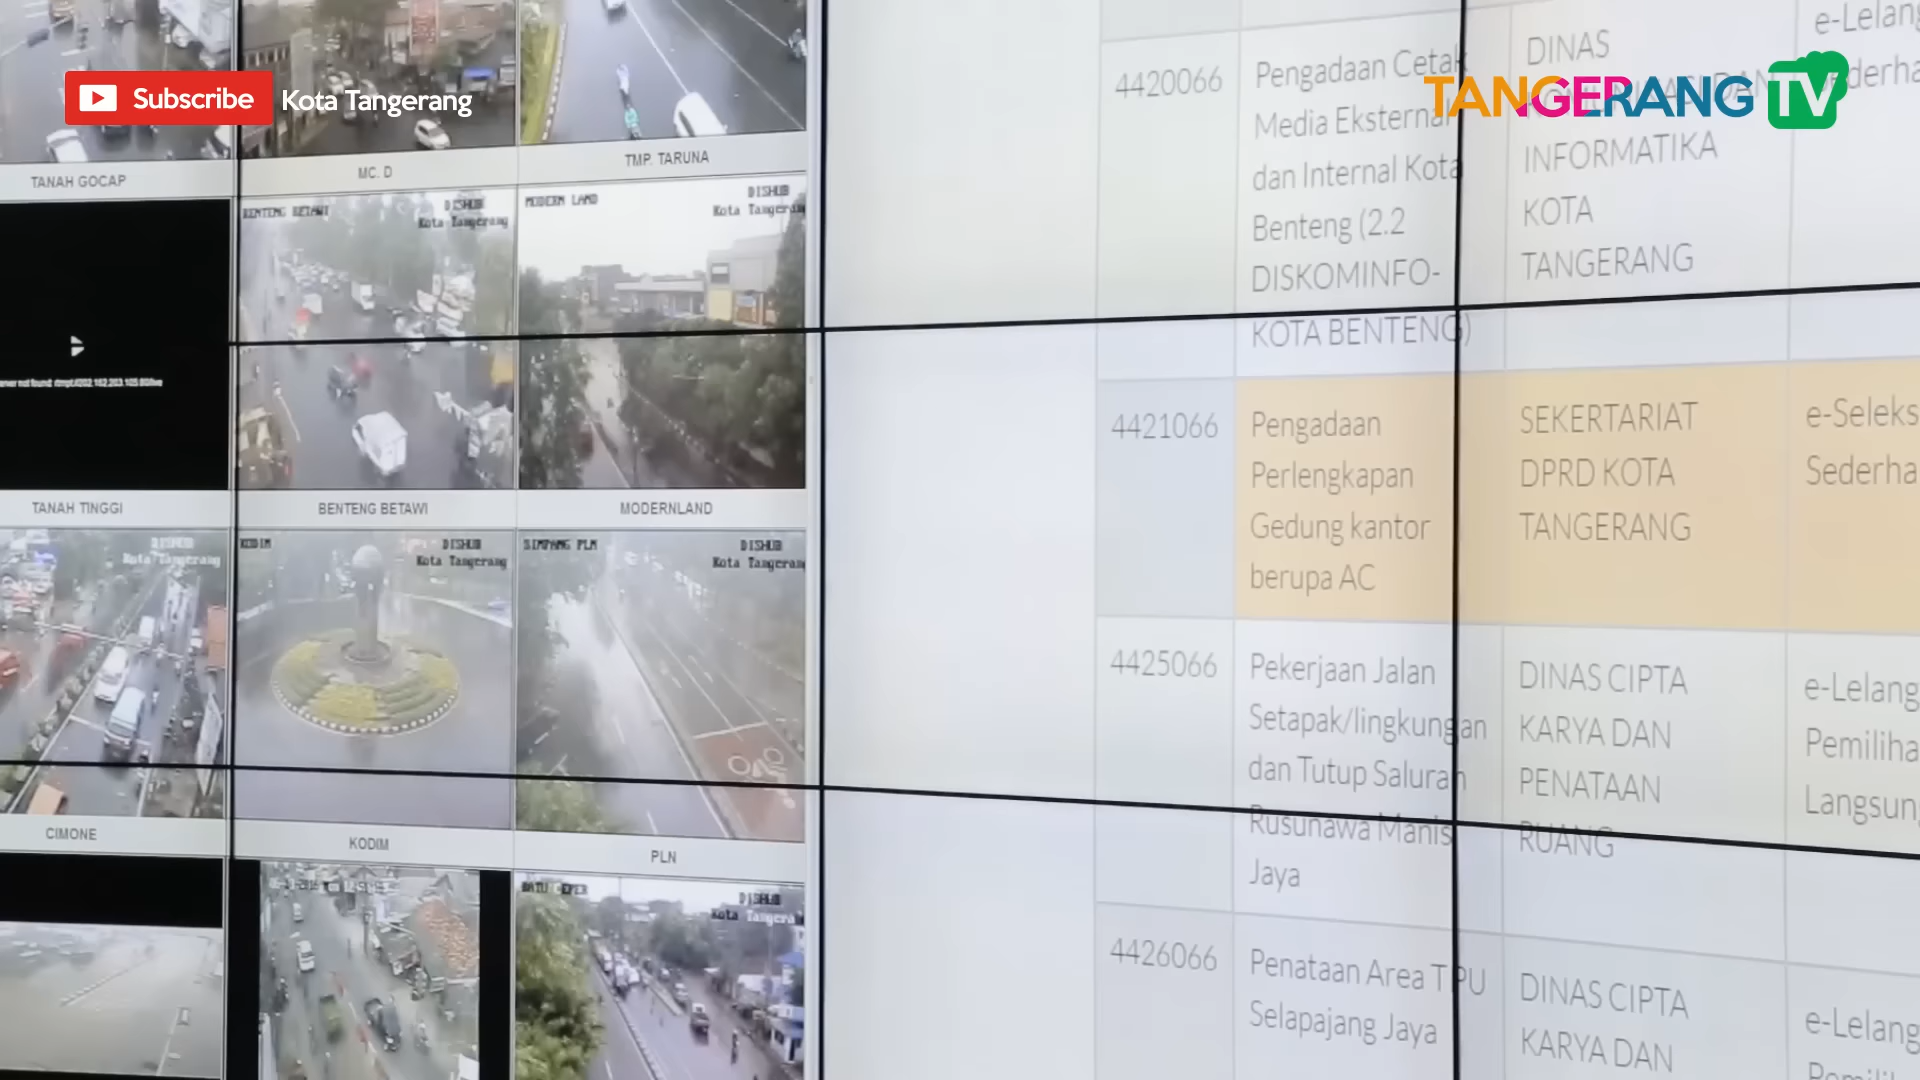 Subscribe
Kota Tangerang
TANGERANG TV
TANAH GOCAP
MC. D
TMP. TARUNA
BENTENG BETAWI
DISHUB
Kota Tangerang
MODERN LAND
DISHUB
Kota Tangeran
TANAH TINGGI
BENTENG BETAWI
MODERNLAND
DISHUB
Kota Tangerang
KODIM
DISHUB
Kota Tangerang
SIMPANG PLN
DISHUB
Kota Tangeran
CIMONE
KODIM
PLN
DISHUB
Kota Tangera
4420066
Pengadaan Cetak
Media Eksternal
dan Internal Kota
Benteng (2.2
DISKOMINFO-
KOTA BENTENG)
DINAS
INFORMATIKA
KOTA
TANGERANG
e-Lelang
4421066
Pengadaan
Perlengkapan
Gedung kantor
berupa AC
SEKERTARIAT
DPRD KOTA
TANGERANG
e-Seleks
Sederha
4425066
Pekerjaan Jalan
Setapak/lingkungan
dan Tutup Saluran
Rusunawa Manis
Jaya
DINAS CIPTA
KARYA DAN
PENATAAN
RUANG
e-Lelang
Pemiliha
Langsun
4426066
Penataan Area TPU
Selapajang Jaya
DINAS CIPTA
KARYA DAN
e-Lelang